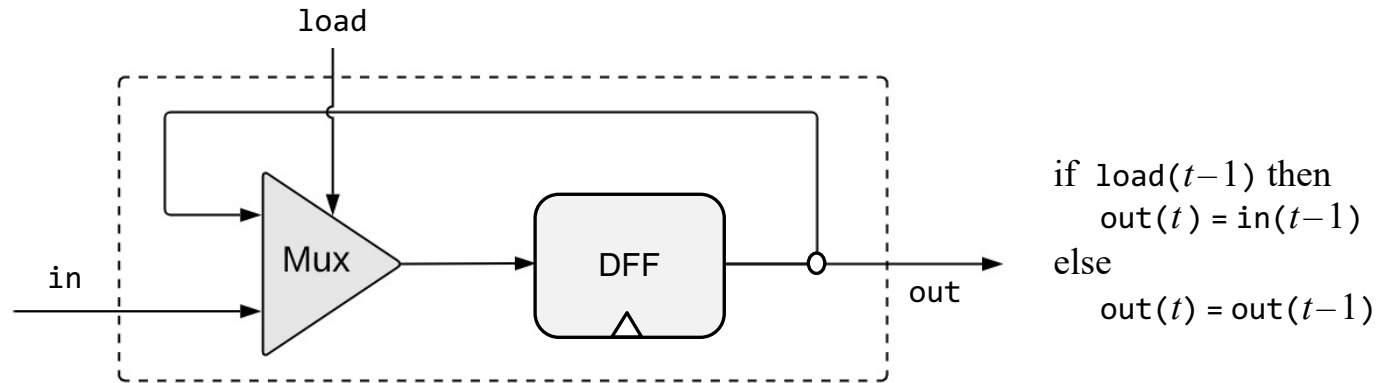 load
in
Mux
DFF
out
if load(t−1) then
out(t) = in(t−1)
else
out(t) = out(t−1)